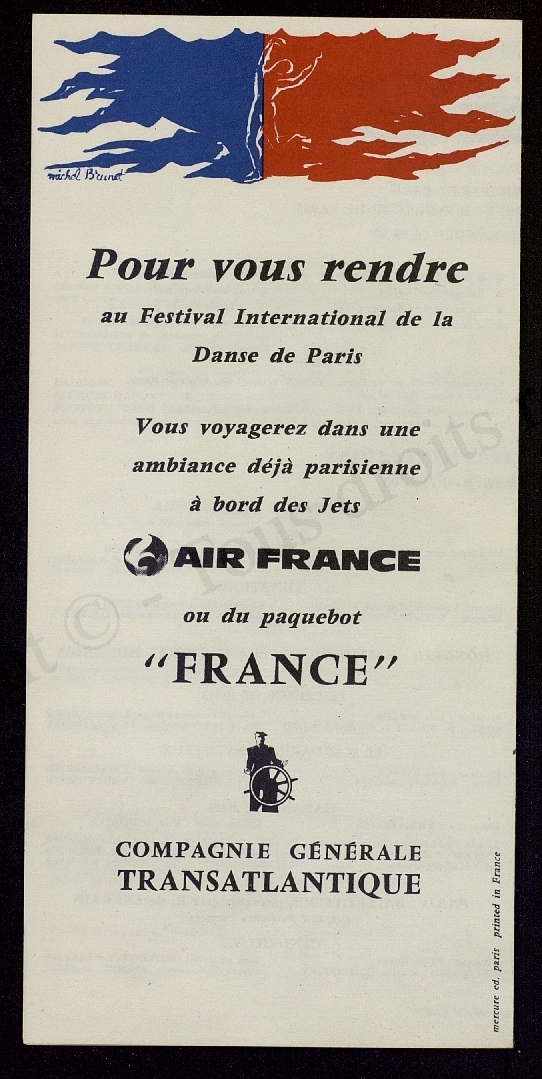 michel Brunet
Pour vous rendre
au Festival International de la
Danse de Paris
Vous voyagerez dans une
ambiance déjà parisienne
à bord des Jets
AIR FRANCE
ou du paquebot
“FRANCE”
COMPAGNIE GÉNÉRALE
TRANSATLANTIQUE
mercure ed. paris printed in France
© - Tous droits